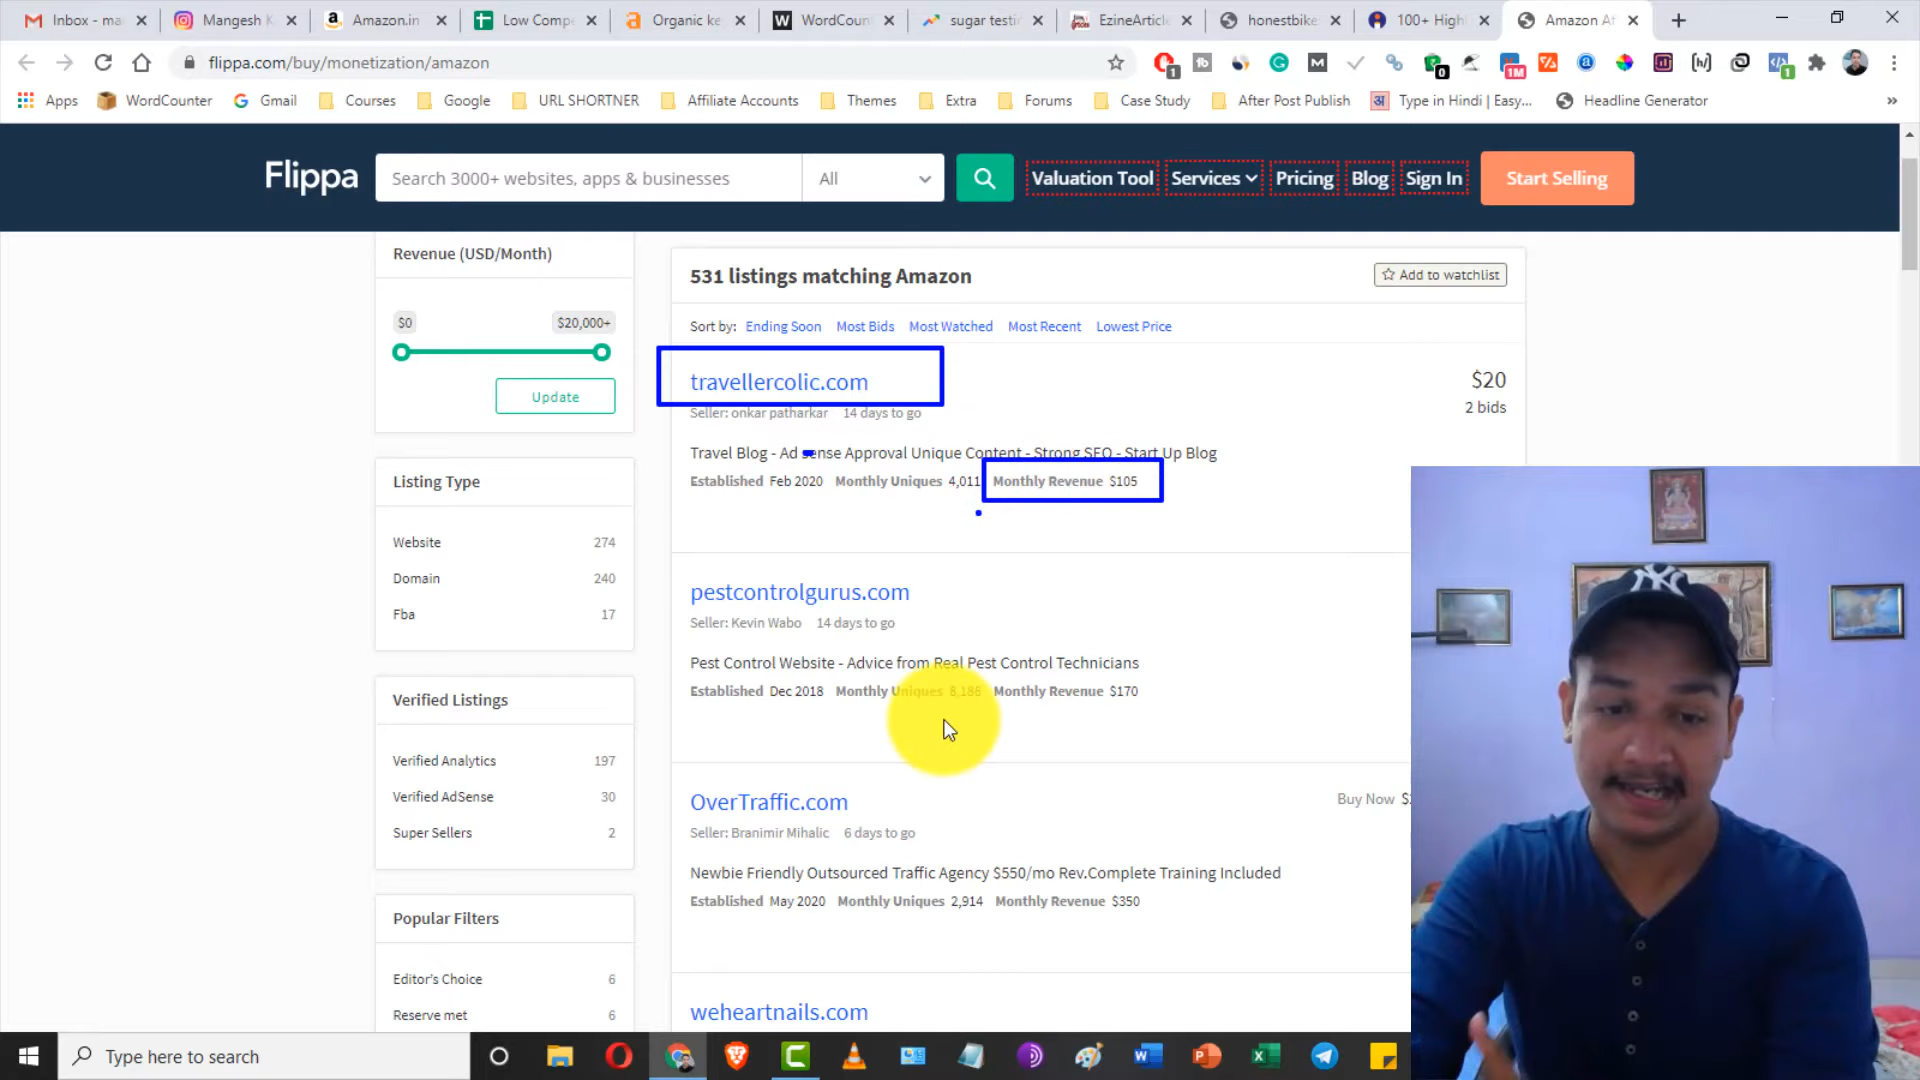 Inbox - ma
Mangesh K
Amazon.in
Low Compe
Organic ke
WordCount
sugar testi
EzineArticle
honestbike
100+ High
Amazon Af
flippa.com/buy/monetization/amazon
Apps
WordCounter
Gmail
Courses
Google
URL SHORTNER
Affiliate Accounts
Themes
Extra
Forums
Case Study
After Post Publish
Type in Hindi | Easy...
Headline Generator
Flippa
Search 3000+ websites, apps & businesses
All
Valuation Tool
Services
Pricing
Blog
Sign In
Start Selling
Revenue (USD/Month)
$0
$20,000+
Update
Listing Type
Website 274
Domain 240
Fba 17
Verified Listings
Verified Analytics 197
Verified AdSense 30
Super Sellers 2
Popular Filters
Editor's Choice 6
Reserve met 6
531 listings matching Amazon
Add to watchlist
Sort by: Ending Soon Most Bids Most Watched Most Recent Lowest Price
travellercolic.com
$20
Seller: onkar patharkar 14 days to go
2 bids
Travel Blog - Ad sense Approval Unique Content - Strong SEO - Start Up Blog
Established Feb 2020 Monthly Uniques 4,011 Monthly Revenue $105
pestcontrolgurus.com
Seller: Kevin Wabo 14 days to go
Pest Control Website - Advice from Real Pest Control Technicians
Established Dec 2018 Monthly Uniques 8,186 Monthly Revenue $170
OverTraffic.com
Buy Now
Seller: Branimir Mihalic 6 days to go
Newbie Friendly Outsourced Traffic Agency $550/mo Rev.Complete Training Included
Established May 2020 Monthly Uniques 2,914 Monthly Revenue $350
weheartnails.com
Type here to search